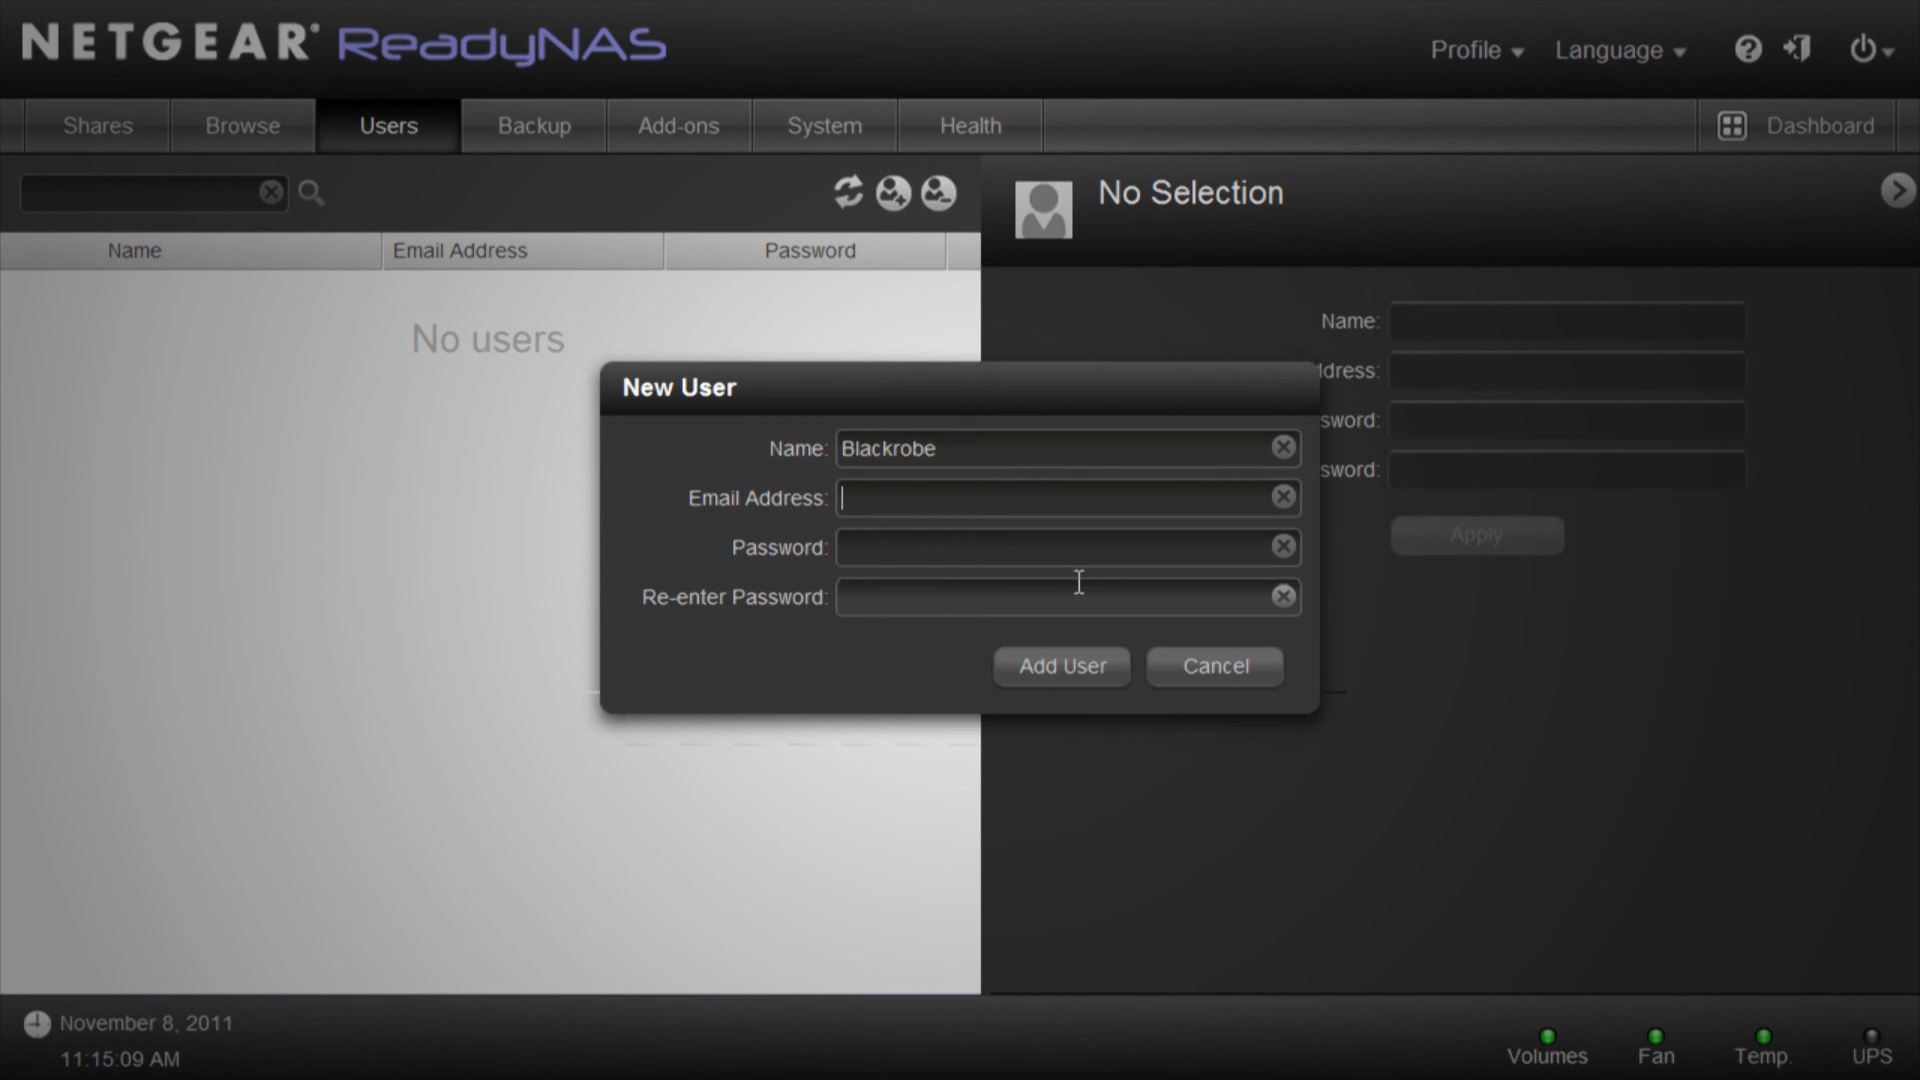 NETGEAR ReadyNAS
Profile Language
Shares Browse Users Backup Add-ons System Health Dashboard
No Selection
Name Email Address Password
No users
Name:
ddress:
sword:
sword:
Apply
New User
Name: Blackrobe
Email Address:
Password:
Re-enter Password:
Add User Cancel
November 8, 2011
11:15:09 AM
Volumes Fan Temp. UPS